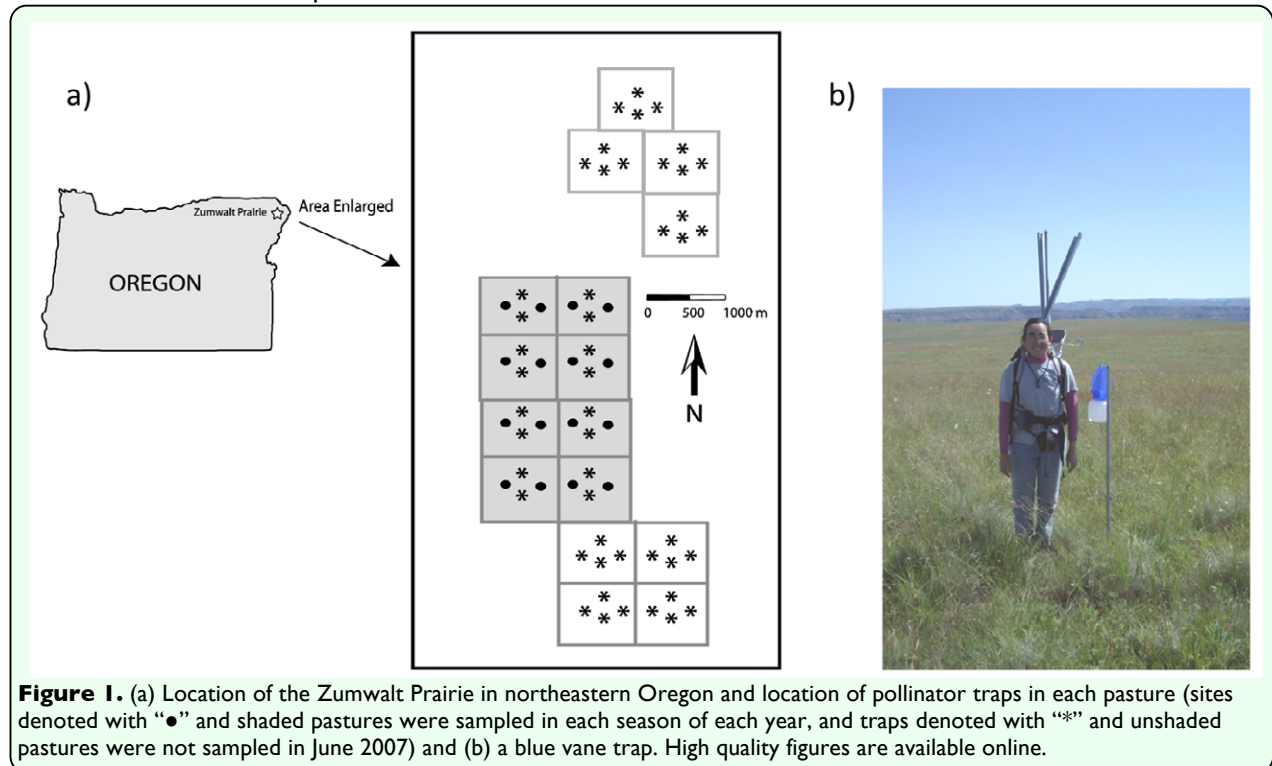 a)
b)
Zumwalt Prairie
Area Enlarged
OREGON
0 500 1000 m
N
Figure 1. (a) Location of the Zumwalt Prairie in northeastern Oregon and location of pollinator traps in each pasture (sites
denoted with “●” and shaded pastures were sampled in each season of each year, and traps denoted with “*” and unshaded
pastures were not sampled in June 2007) and (b) a blue vane trap. High quality figures are available online.